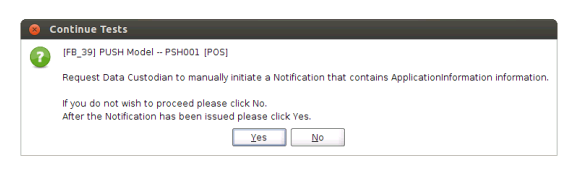 Continue Tests
[FB_39] PUSH Model -- PSH001 [POS]
Request Data Custodian to manually initiate a Notification that contains ApplicationInformation information.
If you do not wish to proceed please click No.
After the Notification has been issued please click Yes.
Yes No